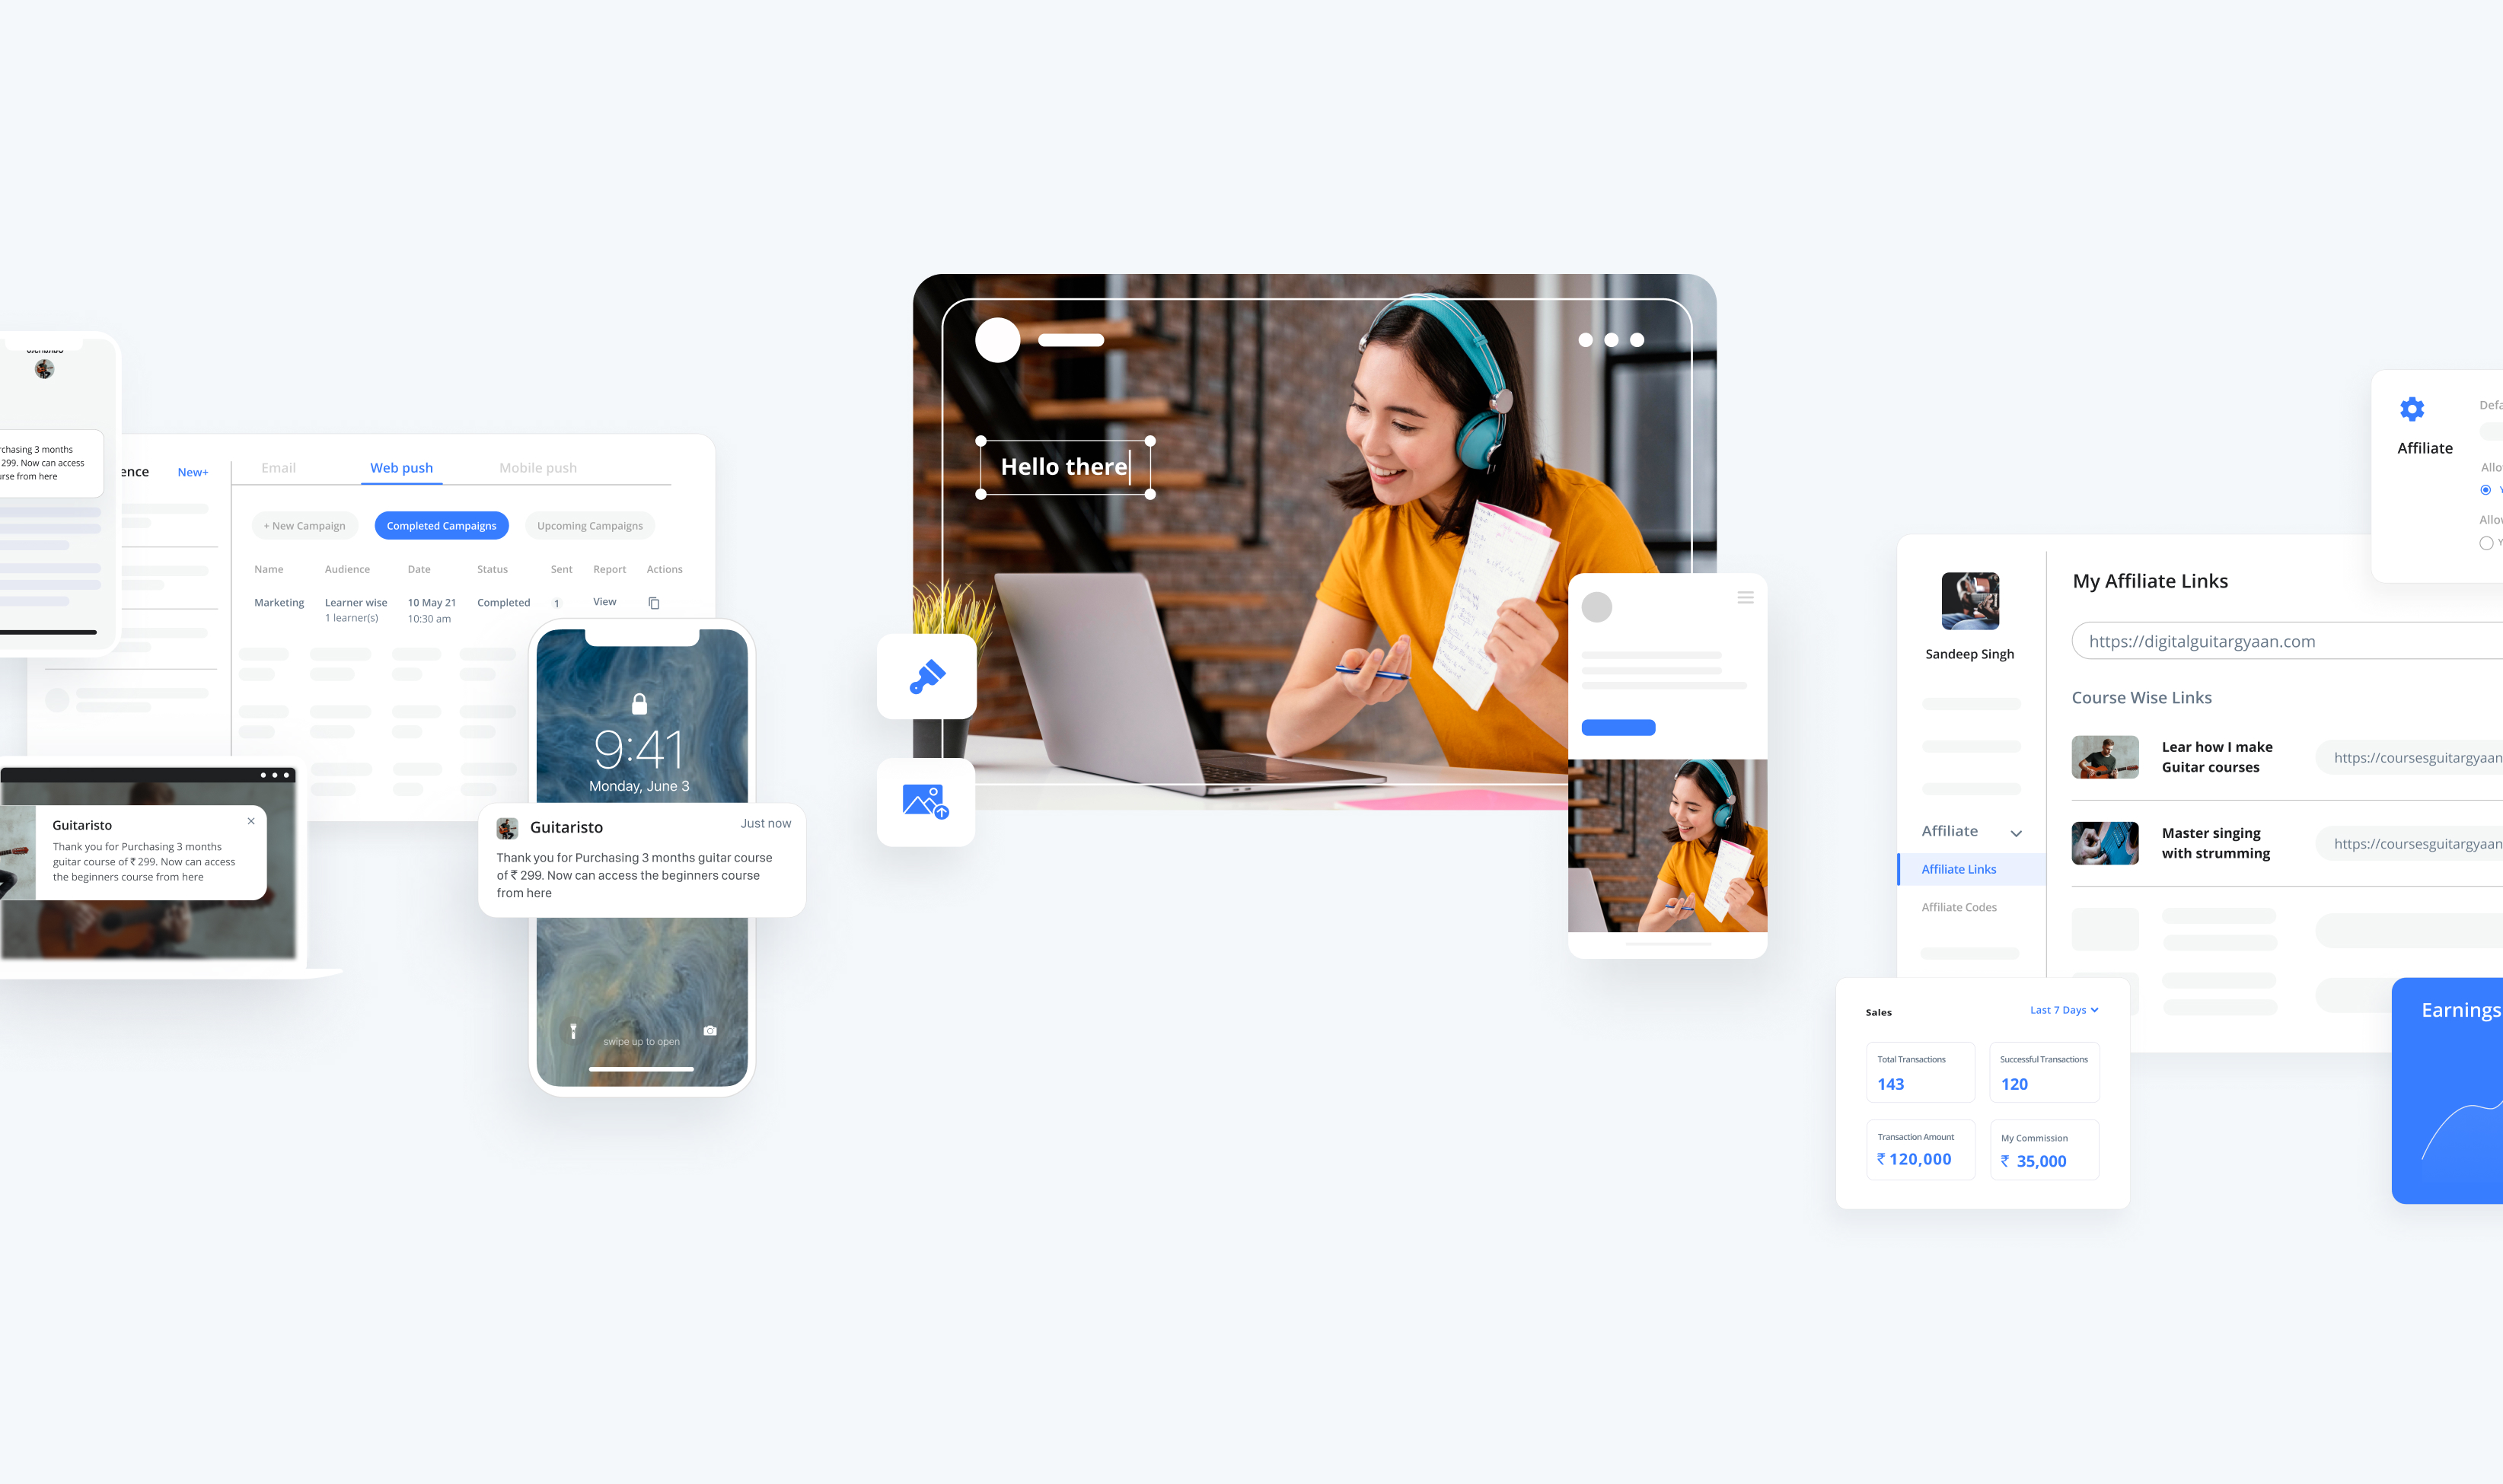 rchasing 3 months
299. Now can access
urse from here
ence
New+
Email
Web push
Mobile push
+ New Campaign
Completed Campaigns
Upcoming Campaigns
Name Audience Date Status Sent Report Actions
Marketing Learner wise 10 May 21 Completed 1 View
1 learner(s) 10:30 am
Guitaristo
Thank you for Purchasing 3 months
guitar course of ₹ 299. Now can access
the beginners course from here
9:41
Monday, June 3
Guitaristo
Just now
Thank you for Purchasing 3 months guitar course
of ₹ 299. Now can access the beginners course
from here
swipe up to open
Hello there
Sandeep Singh
Affiliate
Affiliate Links
Affiliate Codes
My Affiliate Links
https://digitalguitargyaan.com
Course Wise Links
Lear how I make
Guitar courses
https://coursesguitargyaan
Master singing
with strumming
https://coursesguitargyaan
Affiliate
Defa
Allo
Y
Allow
Y
Sales
Last 7 Days
Total Transactions
143
Successful Transactions
120
Transaction Amount
₹ 120,000
My Commission
₹ 35,000
Earnings